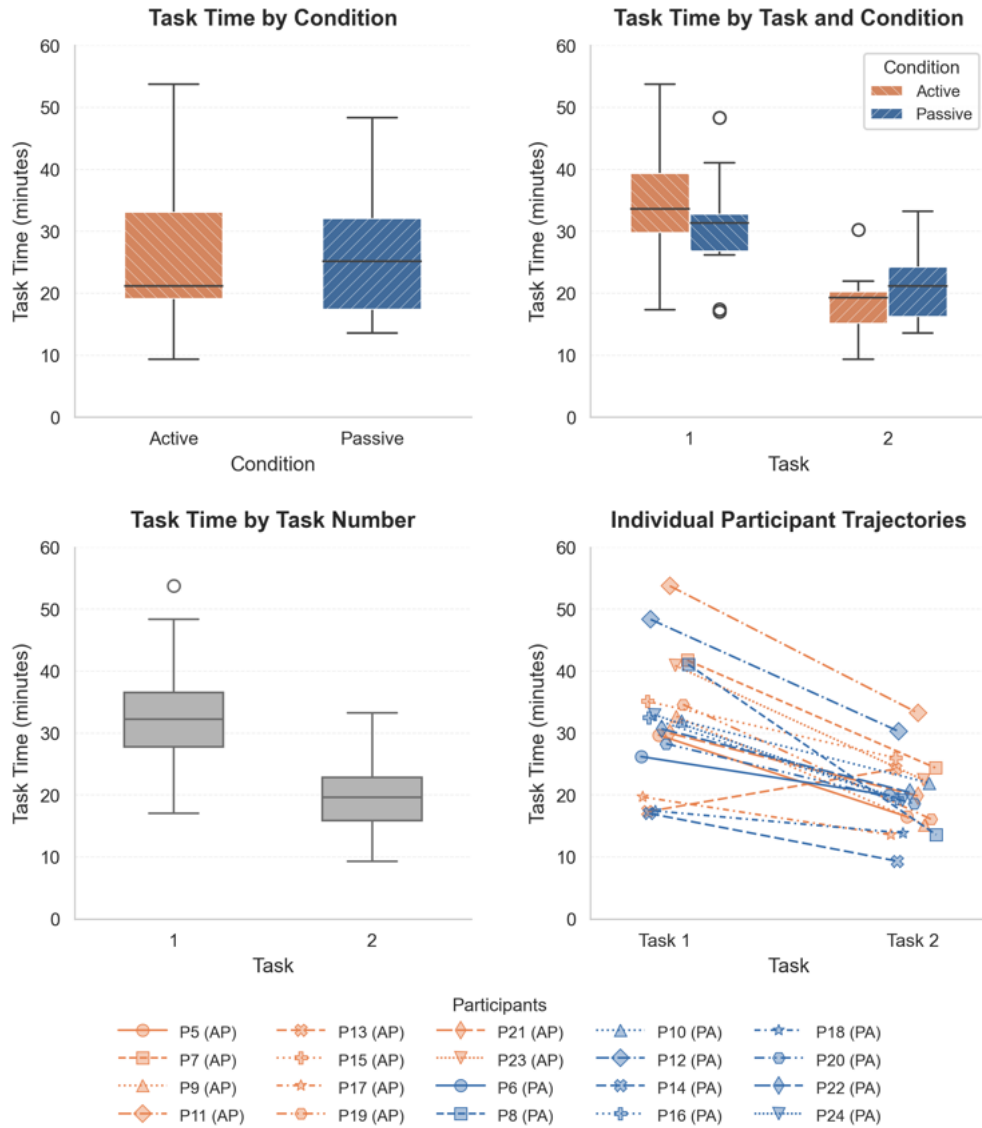 Task Time by Condition
60
50
40
30
20
10
0
Task Time (minutes)
Active
Passive
Condition
Task Time by Task and Condition
60
50
40
30
20
10
0
Task Time (minutes)
Condition
Active
Passive
1
2
Task
Task Time by Task Number
60
50
40
30
20
10
0
Task Time (minutes)
1
2
Task
Individual Participant Trajectories
60
50
40
30
20
10
0
Task Time (minutes)
Task 1
Task 2
Task
Participants
P5 (AP)
P7 (AP)
P9 (AP)
P11 (AP)
P13 (AP)
P15 (AP)
P17 (AP)
P19 (AP)
P21 (AP)
P23 (AP)
P6 (PA)
P8 (PA)
P10 (PA)
P12 (PA)
P14 (PA)
P16 (PA)
P18 (PA)
P20 (PA)
P22 (PA)
P24 (PA)